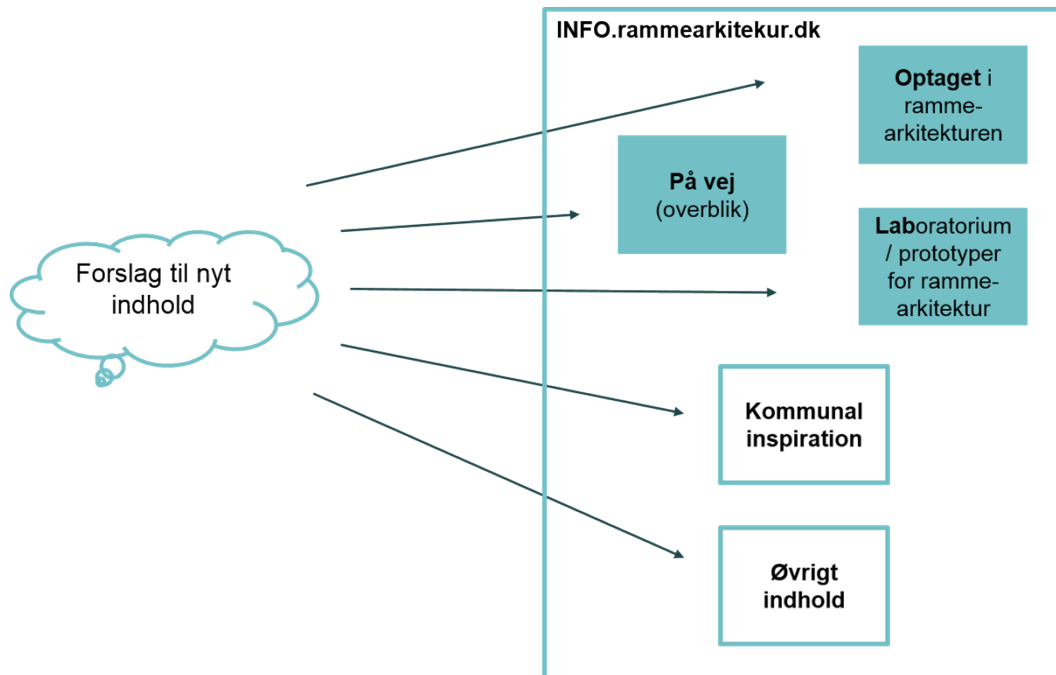 INFO.rammearkitekur.dk
Optaget i
ramme-
arkitekturen
På vej
(overblik)
Laboratorium
/ prototyper
for ramme-
arkitektur
Forslag til nyt
indhold
Kommunal
inspiration
Øvrigt
indhold